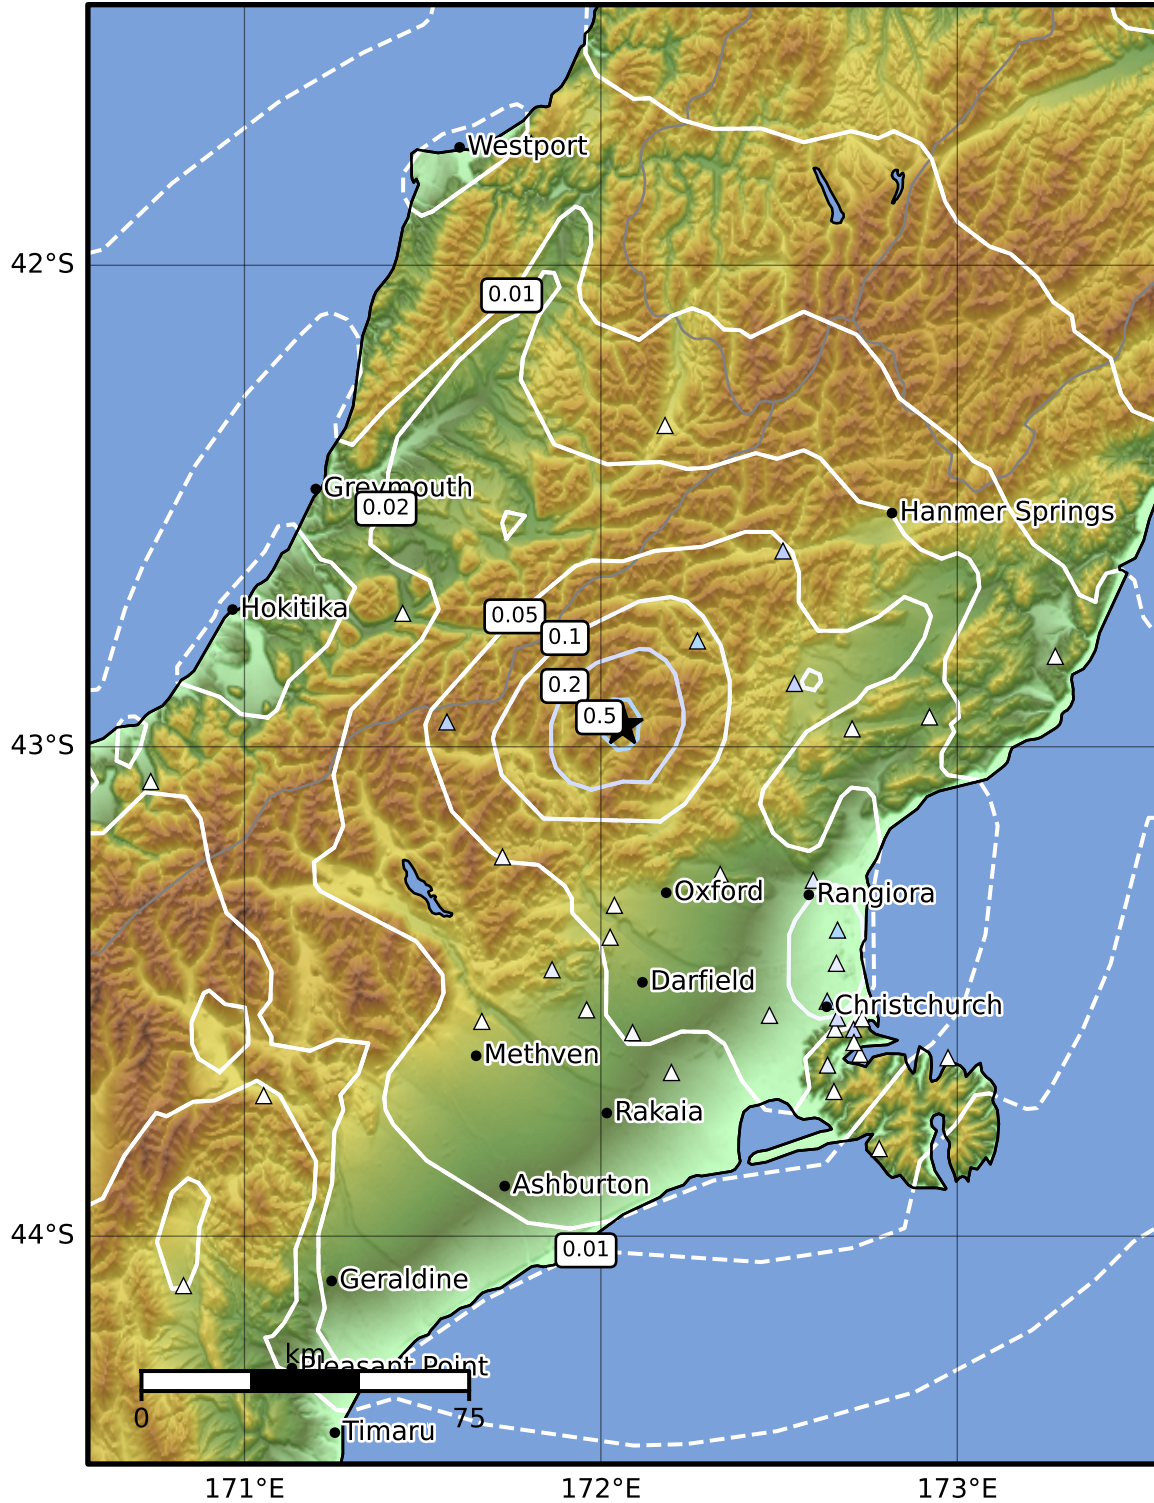 Westport
42°S
0.01
Greymouth
0.02
Hanmer Springs
Hokitika
0.05
0.1
0.2
0.5
43°S
Oxford
Rangiora
Darfield
Christchurch
Methven
Rakaia
Ashburton
44°S
0.01
Geraldine
km
Pleasant Point
0
75
Timaru
171°E
172°E
173°E